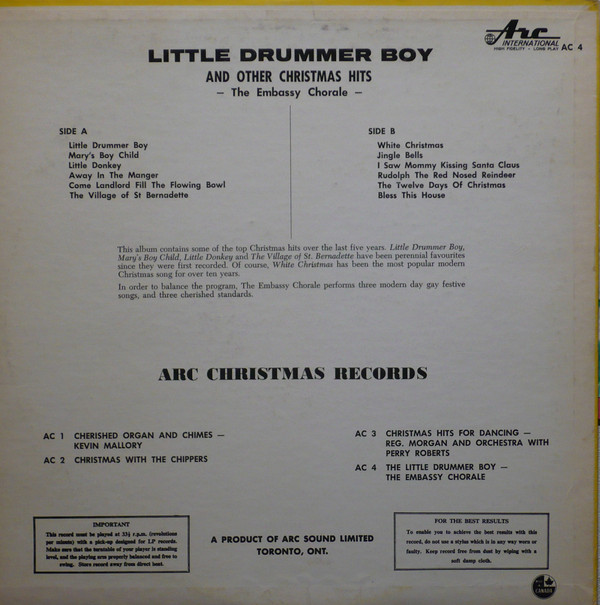 Arc
INTERNATIONAL
HIGH FIDELITY - LONG PLAY
AC 4
LITTLE DRUMMER BOY
AND OTHER CHRISTMAS HITS
– The Embassy Chorale –
SIDE A
Little Drummer Boy
Mary's Boy Child
Little Donkey
Away In The Manger
Come Landlord Fill The Flowing Bowl
The Village of St Bernadette
SIDE B
White Christmas
Jingle Bells
I Saw Mommy Kissing Santa Claus
Rudolph The Red Nosed Reindeer
The Twelve Days Of Christmas
Bless This House
This album contains some of the top Christmas hits over the last five years. Little Drummer Boy,
Mary's Boy Child, Little Donkey and The Village of St. Bernadette have been perennial favourites
since they were first recorded. Of course, White Christmas has been the most popular modern
Christmas song for over ten years.
In order to balance the program, The Embassy Chorale performs three modern day gay festive
songs, and three cherished standards.
ARC CHRISTMAS RECORDS
AC 1 CHERISHED ORGAN AND CHIMES –
KEVIN MALLORY
AC 2 CHRISTMAS WITH THE CHIPPERS
AC 3 CHRISTMAS HITS FOR DANCING –
REG. MORGAN AND ORCHESTRA WITH
PERRY ROBERTS
AC 4 THE LITTLE DRUMMER BOY –
THE EMBASSY CHORALE
IMPORTANT
This record must be played at 33⅓ r.p.m. (revolutions
per minute) with a pick-up designed for LP records.
Make sure that the turntable of your player is standing
level, and the playing arm properly balanced and free to
swing. Store record away from direct heat.
A PRODUCT OF ARC SOUND LIMITED
TORONTO, ONT.
FOR THE BEST RESULTS
To enable you to achieve the best results with this
record, do not use a stylus which is in any way worn or
faulty. Keep record free from dust by wiping with a
soft damp cloth.
CANADA